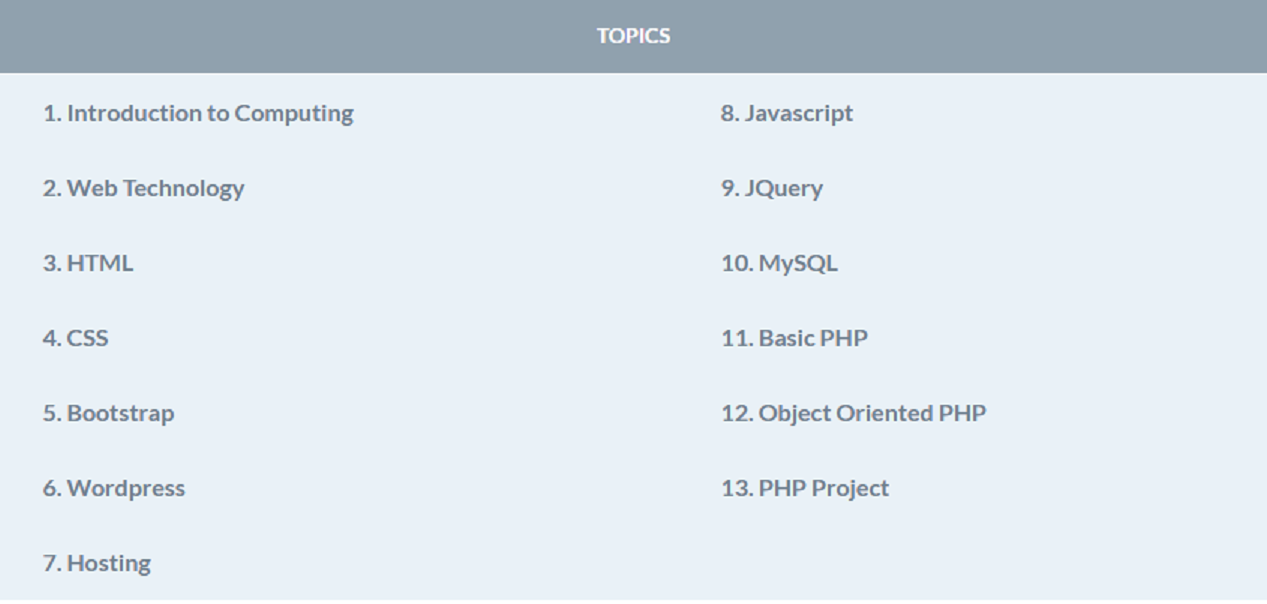 TOPICS
1. Introduction to Computing
2. Web Technology
3. HTML
4. CSS
5. Bootstrap
6. Wordpress
7. Hosting
8. Javascript
9. JQuery
10. MySQL
11. Basic PHP
12. Object Oriented PHP
13. PHP Project